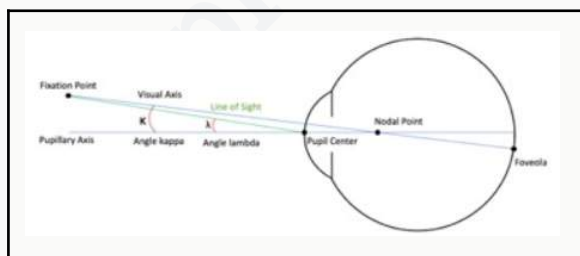 Fixation Point
Visual Axis
Line of Sight
Nodal Point
K
λ
Pupillary Axis
Angle kappa
Angle lambda
Pupil Center
Foveola